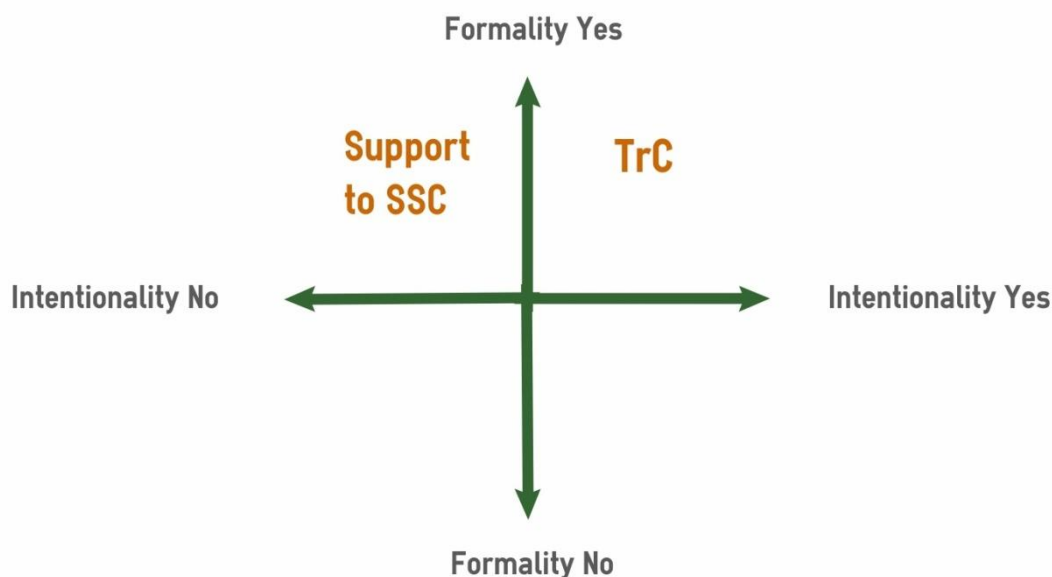 Formality Yes
Support
to SSC
TrC
Intentionality No
Intentionality Yes
Formality No